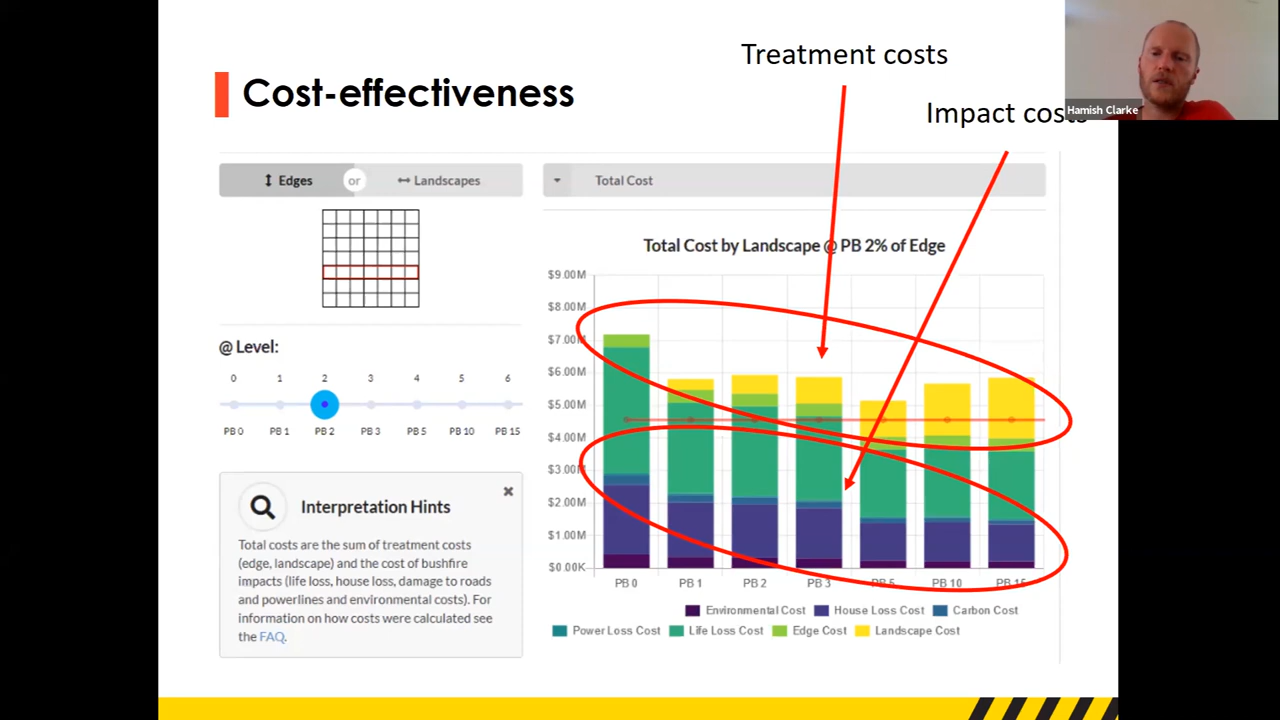 Treatment costs
Cost-effectiveness
Impact costs
Hamish Clarke
Edges
or
Landscapes
Total Cost
Total Cost by Landscape @ PB 2% of Edge
@ Level:
0 1 2 3 4 5 6
PB 0 PB 1 PB 2 PB 3 PB 5 PB 10 PB 15
Interpretation Hints
Total costs are the sum of treatment costs
(edge, landscape) and the cost of bushfire
impacts (life loss, house loss, damage to roads
and powerlines and environmental costs). For
information on how costs were calculated see
the FAQ.
$9.00M
$8.00M
$7.00M
$6.00M
$5.00M
$4.00M
$3.00M
$2.00M
$1.00M
$0.00K
PB 0 PB 1 PB 2 PB 3 PB 5 PB 10 PB 15
Environmental Cost House Loss Cost Carbon Cost
Power Loss Cost Life Loss Cost Edge Cost Landscape Cost